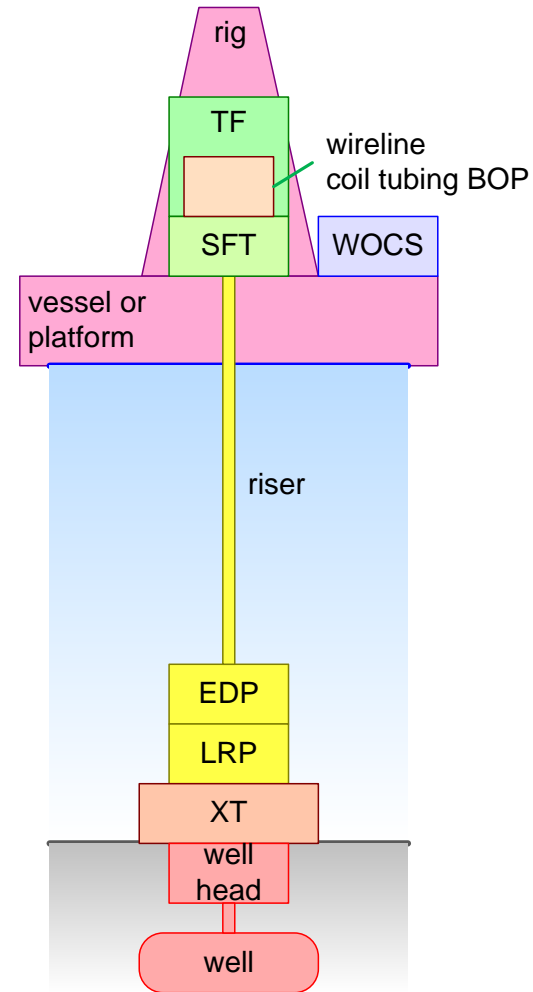 rig
TF
wireline
coil tubing BOP
SFT
WOCS
vessel or
platform
riser
EDP
LRP
XT
well
head
well